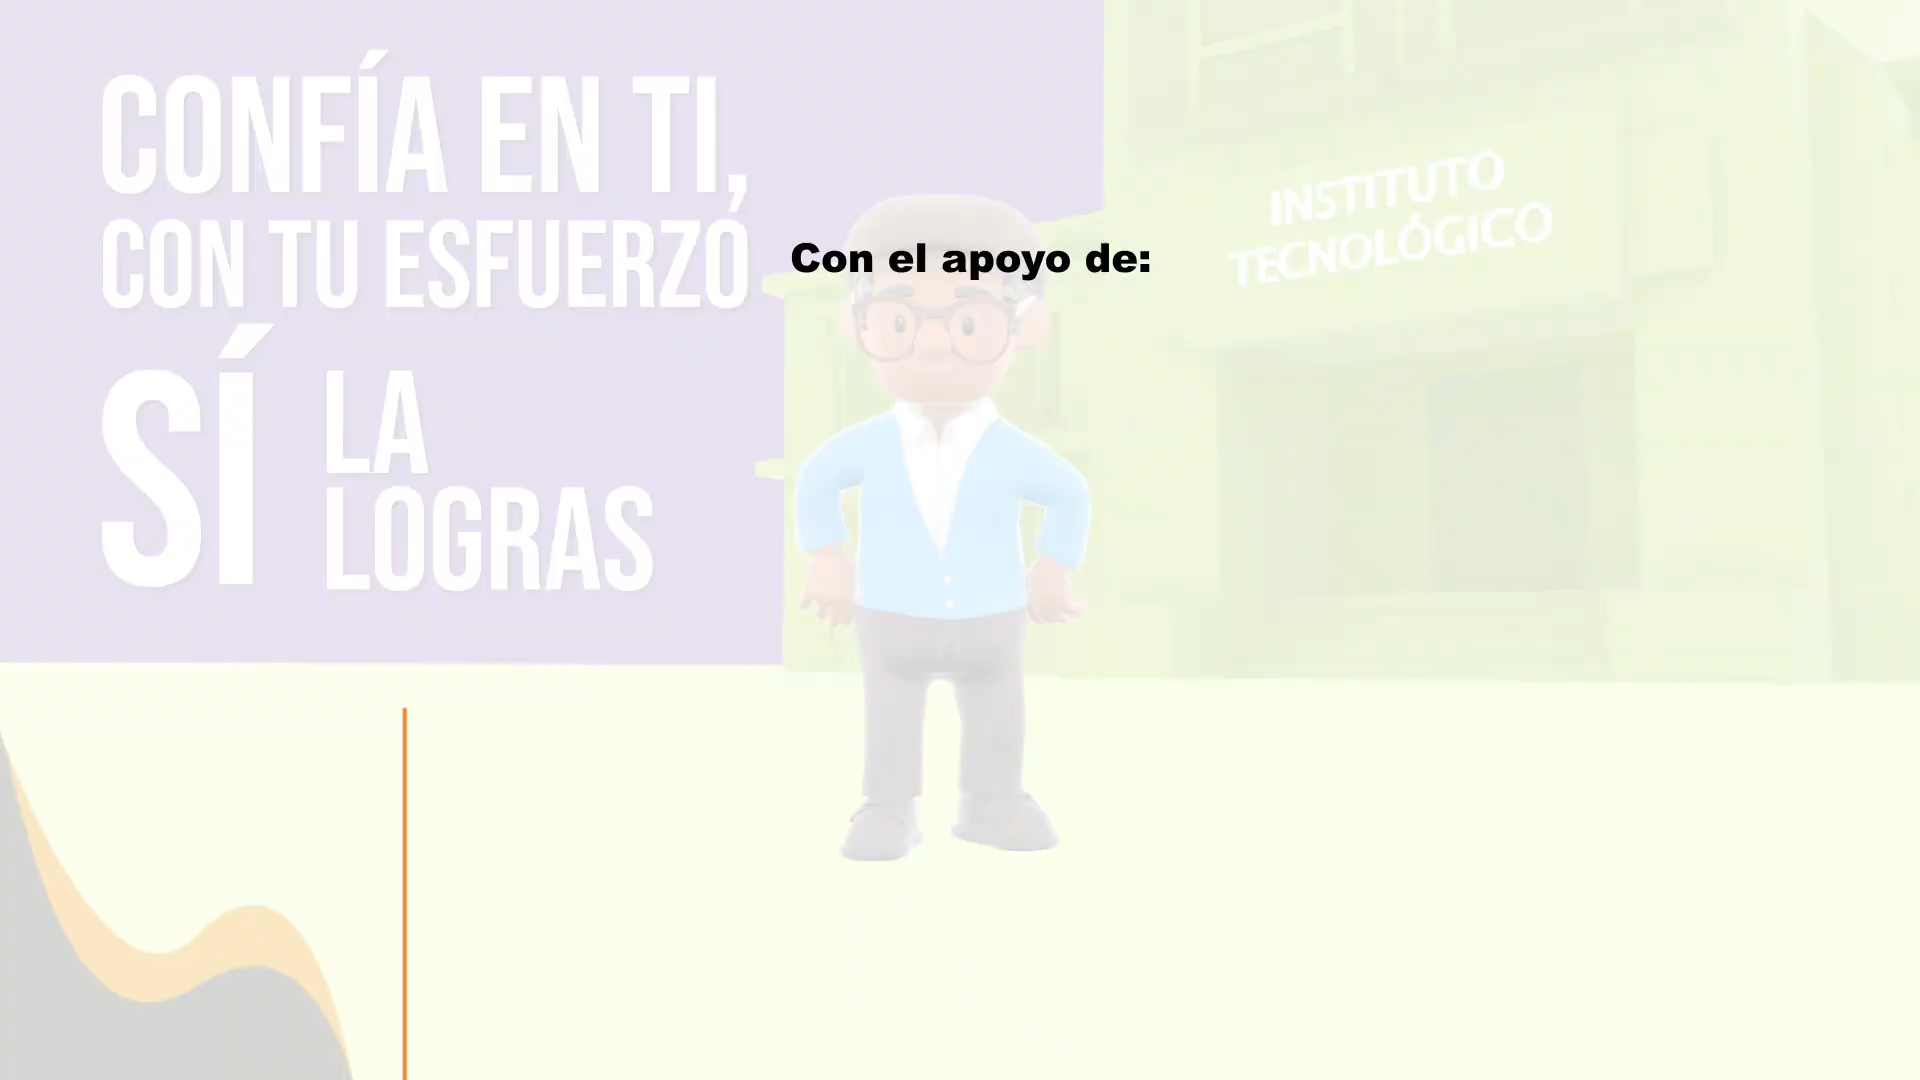 CONFÍA EN TI,
CON TU ESFUERZO
SÍ LA
LOGRAS
Con el apoyo de:
INSTITUTO
TECNOLÓGICO